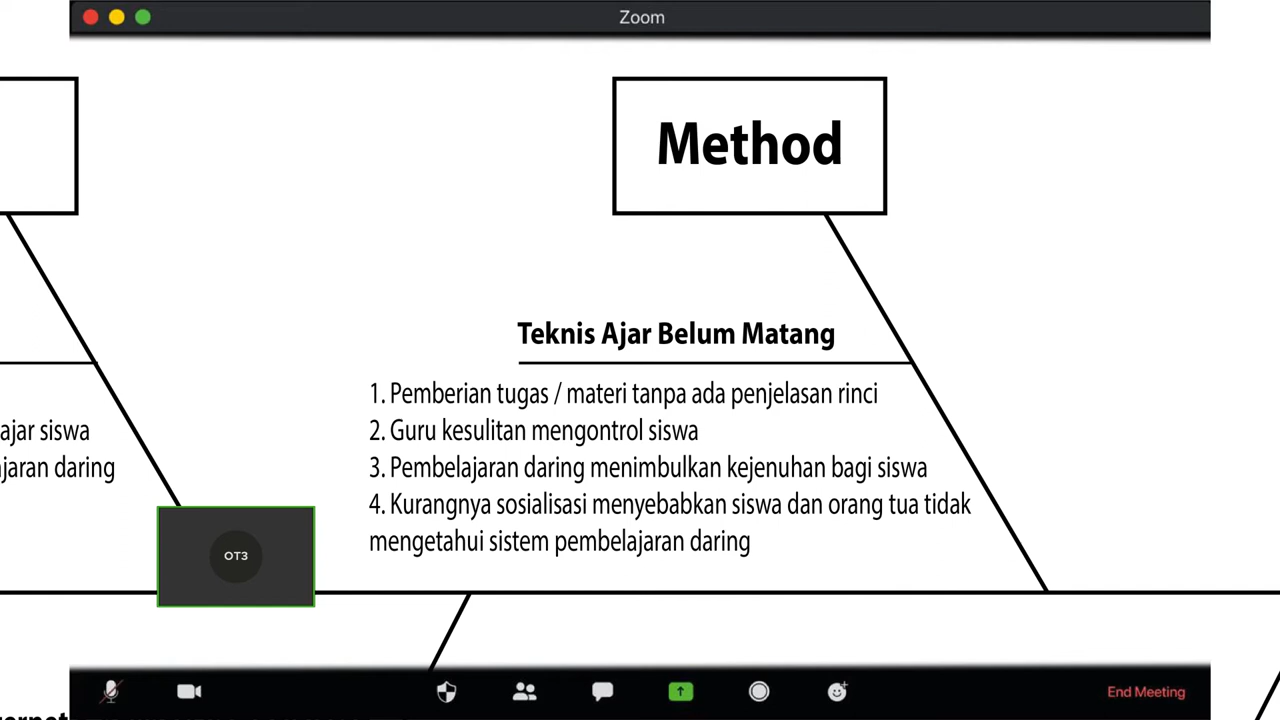 Zoom
Method
Teknis Ajar Belum Matang
1. Pemberian tugas / materi tanpa ada penjelasan rinci
2. Guru kesulitan mengontrol siswa
3. Pembelajaran daring menimbulkan kejenuhan bagi siswa
4. Kurangnya sosialisasi menyebabkan siswa dan orang tua tidak
mengetahui sistem pembelajaran daring
ajar siswa
daring
OT3
End Meeting